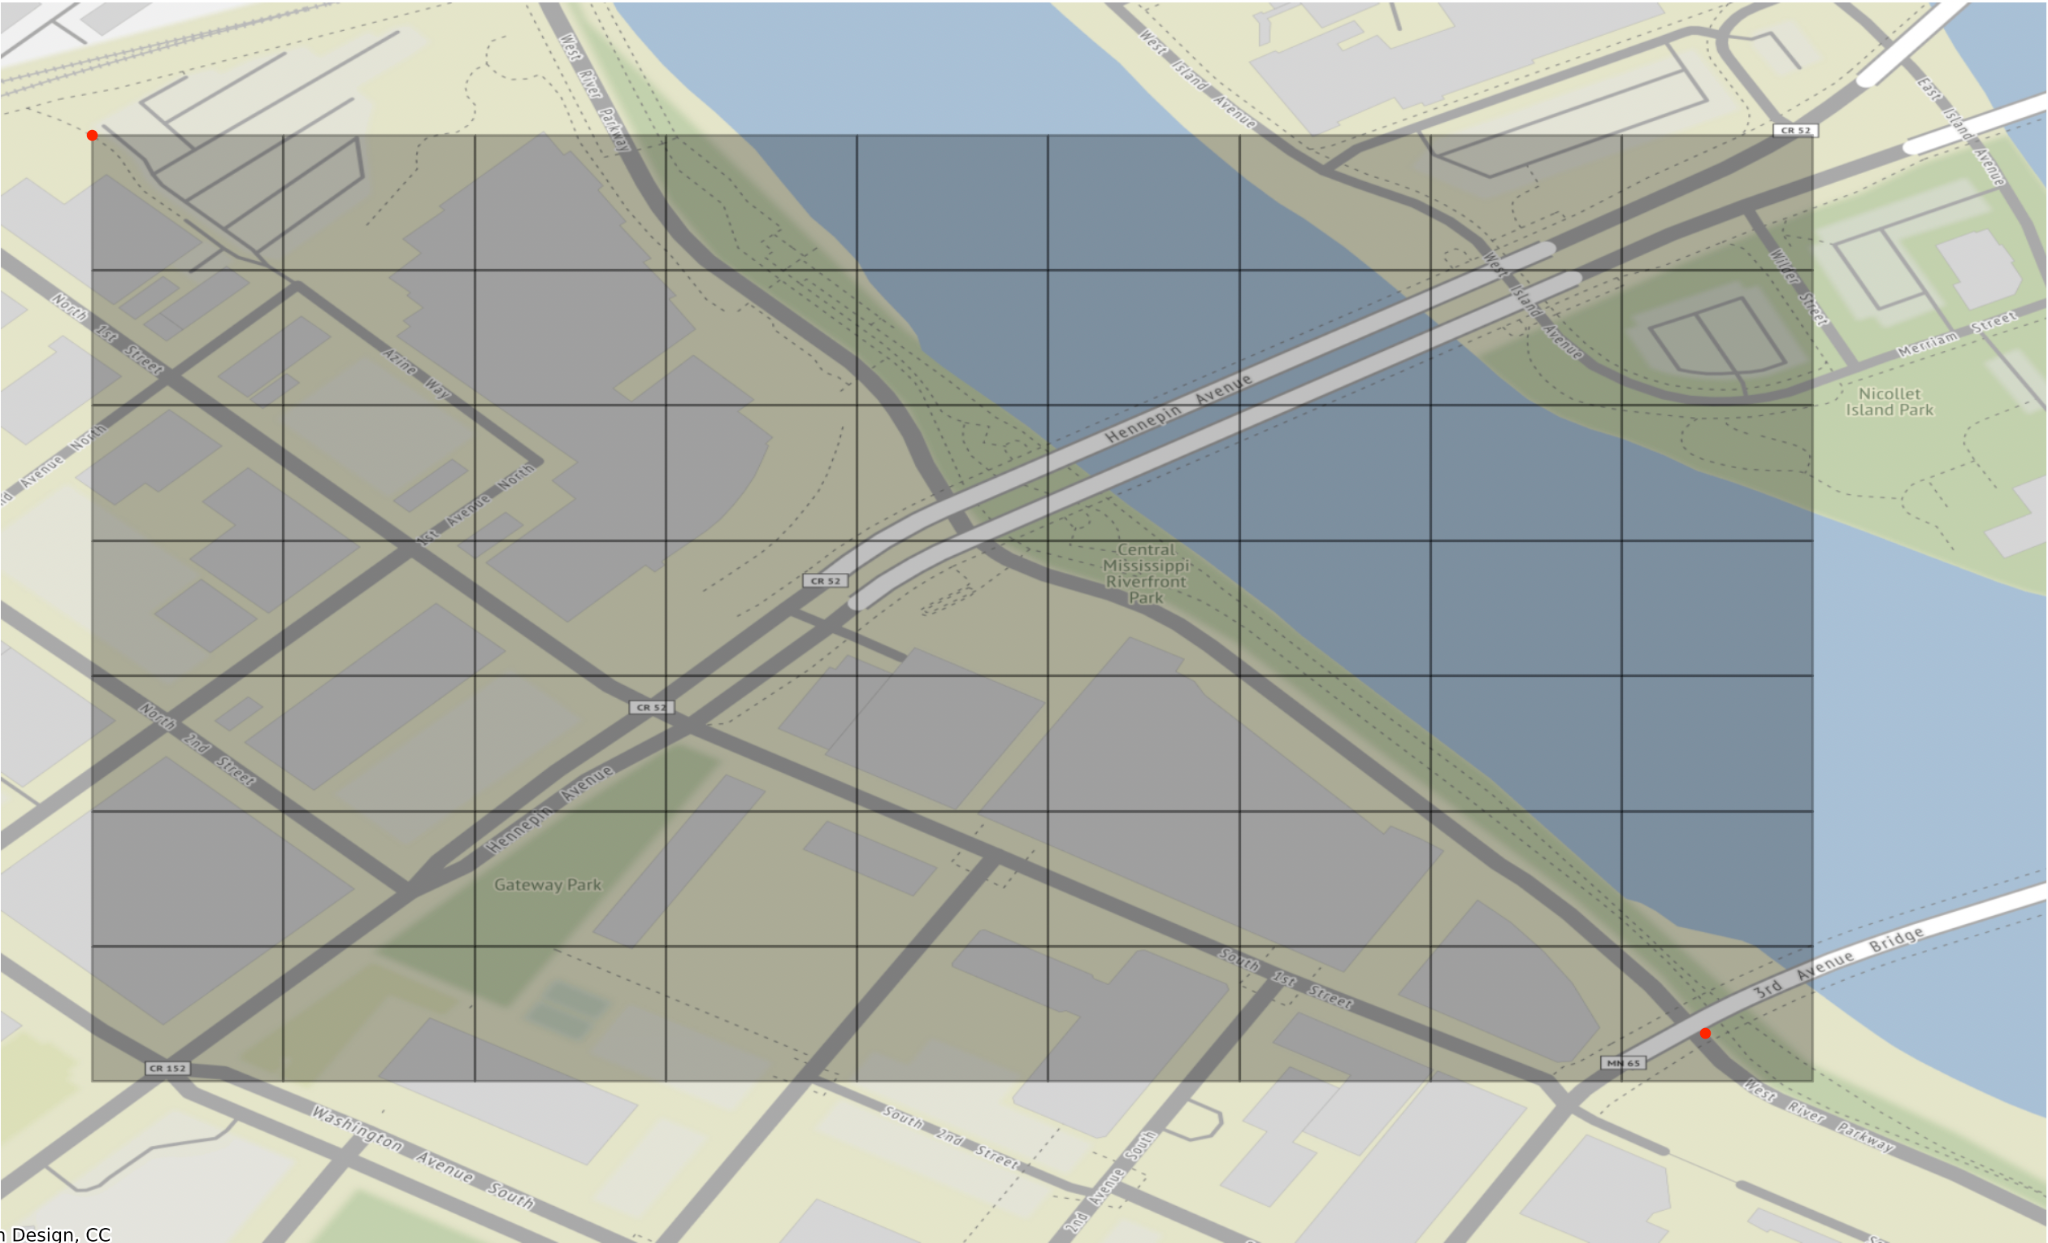 West River Parkway
West Island Avenue
East Island Avenue
CR 52
North 1st Street
Azine Way
West Island Avenue
Wilder Street
Merriam Street
Nicollet
Island Park
Hennepin Avenue
Avenue North
1st Avenue North
CR 52
Central
Mississippi
Riverfront
Park
CR 52
North 2nd Street
Hennepin Avenue
Gateway Park
South 1st Street
3rd Avenue Bridge
CR 152
MN 65
Washington Avenue South
South 2nd Street
2nd Avenue South
West River Parkway
Design, CC